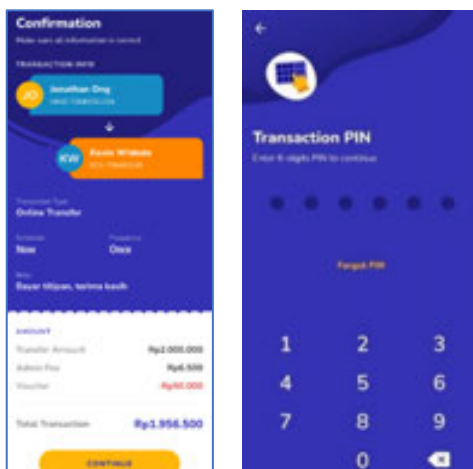 Confirmation
Make sure all information is correct
TRANSACTION INFO
JO
Jonathan Ong
KW
Kevin Wibisono
Transaction Type
Online Transfer
Schedule Frequency
Now Once
Note
Bayar titipan, terima kasih
AMOUNT
Transfer Amount Rp2.000.000
Admin Fee Rp6.500
Voucher -Rp50.000
Total Transaction Rp1.956.500
CONTINUE
Transaction PIN
Enter 6 digits PIN to continue
Forgot PIN
1 2 3
4 5 6
7 8 9
0